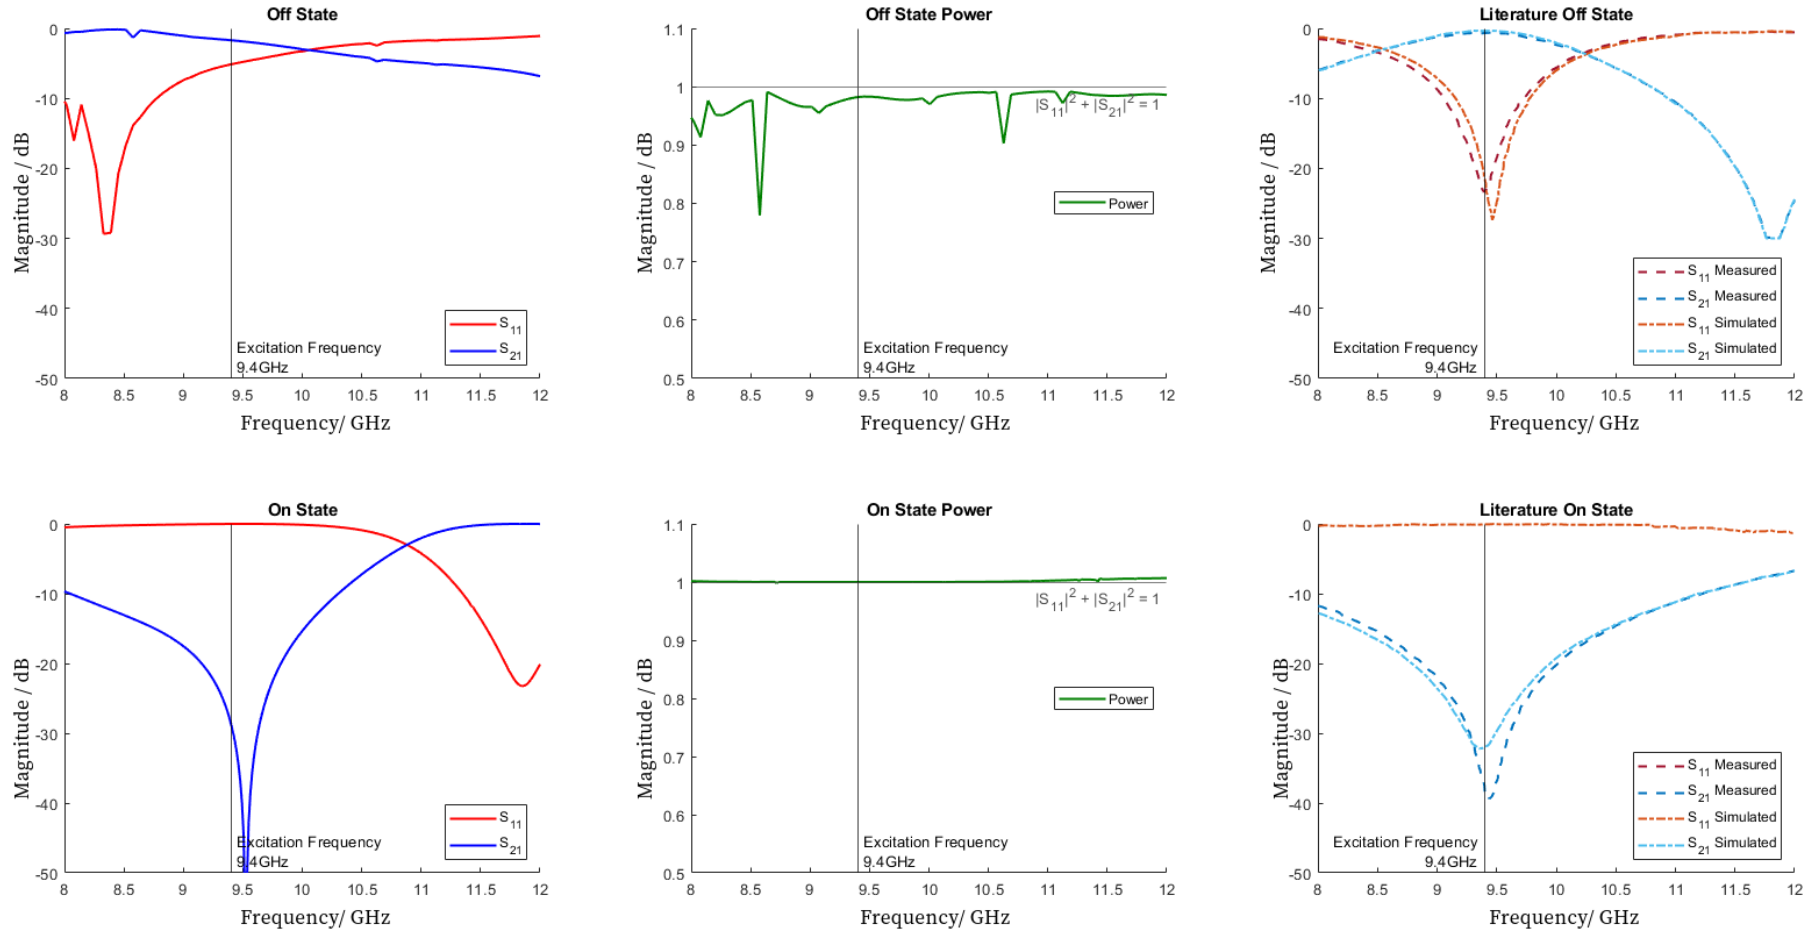 Off State
0
-10
-20
-30
-40
-50
Magnitude / dB
S11
S21
Excitation Frequency
9.4GHz
8 8.5 9 9.5 10 10.5 11 11.5 12
Frequency/ GHz
Off State Power
1.1
1
0.9
0.8
0.7
0.6
0.5
Magnitude / dB
|S11|² + |S21|² = 1
Power
Excitation Frequency
9.4GHz
8 8.5 9 9.5 10 10.5 11 11.5 12
Frequency/ GHz
Literature Off State
0
-10
-20
-30
-40
-50
Magnitude / dB
S11 Measured
S21 Measured
S11 Simulated
S21 Simulated
Excitation Frequency
9.4GHz
8 8.5 9 9.5 10 10.5 11 11.5 12
Frequency/ GHz
On State
0
-10
-20
-30
-40
-50
Magnitude / dB
S11
S21
Excitation Frequency
9.4GHz
8 8.5 9 9.5 10 10.5 11 11.5 12
Frequency/ GHz
On State Power
1.1
1
0.9
0.8
0.7
0.6
0.5
Magnitude / dB
|S11|² + |S21|² = 1
Power
Excitation Frequency
9.4GHz
8 8.5 9 9.5 10 10.5 11 11.5 12
Frequency/ GHz
Literature On State
0
-10
-20
-30
-40
-50
Magnitude / dB
S11 Measured
S21 Measured
S11 Simulated
S21 Simulated
Excitation Frequency
9.4GHz
8 8.5 9 9.5 10 10.5 11 11.5 12
Frequency/ GHz